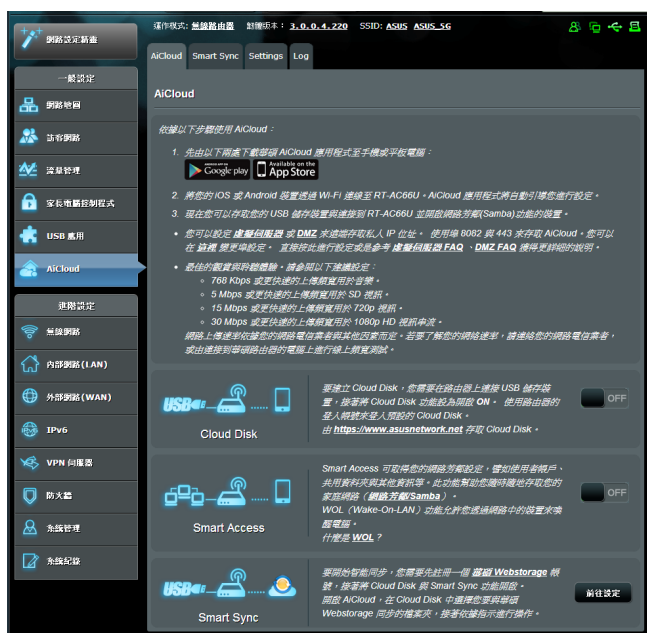 運作模式: 無線路由器 韌體版本： 3.0.0.4.220 SSID: ASUS ASUS_5G
網路設定精靈
一般設定
網路地圖
訪客網路
流量管理
家長電腦控制程式
USB 應用
AiCloud
進階設定
無線網路
內部網路(LAN)
外部網路(WAN)
IPv6
VPN 伺服器
防火牆
系統管理
系統紀錄
AiCloud Smart Sync Settings Log
AiCloud
依據以下步驟使用 AiCloud：
1. 先由以下兩處下載華碩 AiCloud 應用程式至手機或平板電腦：
ANDROID APP ON Google play Available on the App Store
2. 將您的 iOS 或 Android 裝置透過 Wi-Fi 連線至 RT-AC66U。AiCloud 應用程式將自動引導您進行設定。
3. 現在您可存取您的 USB 儲存裝置與連接到 RT-AC66U 並開啟網路芳鄰(Samba)功能的裝置。
• 您可以設定 虛擬伺服器 或 DMZ 來遠端存取私人 IP 位址。使用埠 8082 與 443 來存取 AiCloud。您可以
在 這裡 變更埠設定。 直接按此進行設定或是參考 虛擬伺服器 FAQ 、DMZ FAQ 獲得更詳細的說明。
• 最佳的觀賞與聆聽體驗。請參閱以下建議設定：
◦ 768 Kbps 或更快速的上傳頻寬用於音樂。
◦ 5 Mbps 或更快速的上傳頻寬用於 SD 視訊。
◦ 15 Mbps 或更快速的上傳頻寬用於 720p 視訊。
◦ 30 Mbps 或更快速的上傳頻寬用於 1080p HD 視訊串流。
網路上傳速率依據您的網路電信業者與其他因素而定。若要了解您的網絡速率，請連絡您的網路電信業者，
或由連接到華碩路由器的電腦上進行線上頻寬測試。
USB
Cloud Disk
要建立 Cloud Disk，您需要在路由器上連接 USB 儲存裝
置，接著將 Cloud Disk 功能設為開啟 ON。 使用路由器的
登入帳號來登入預設的 Cloud Disk。
由 https://www.asusnetwork.net 存取 Cloud Disk。
OFF
Smart Access
Smart Access 可取得您的網路芳鄰設定，譬如使用者帳戶、
共用資料夾與其他資訊等。此功能幫助您隨時隨地存取您的
家庭網路（網路芳鄰/Samba）。
WOL（Wake-On-LAN）功能允許您透過網路中的裝置來喚
醒電腦。
什麼是 WOL？
OFF
USB
Smart Sync
要開始智能同步，您需要先註冊一個 華碩 Webstorage 帳
號，接著將 Cloud Disk 與 Smart Sync 功能開啟。
開啟 AiCloud，在 Cloud Disk 中選擇您要與華碩
Webstorage 同步的檔案夾，接著依據指示進行操作。
前往設定